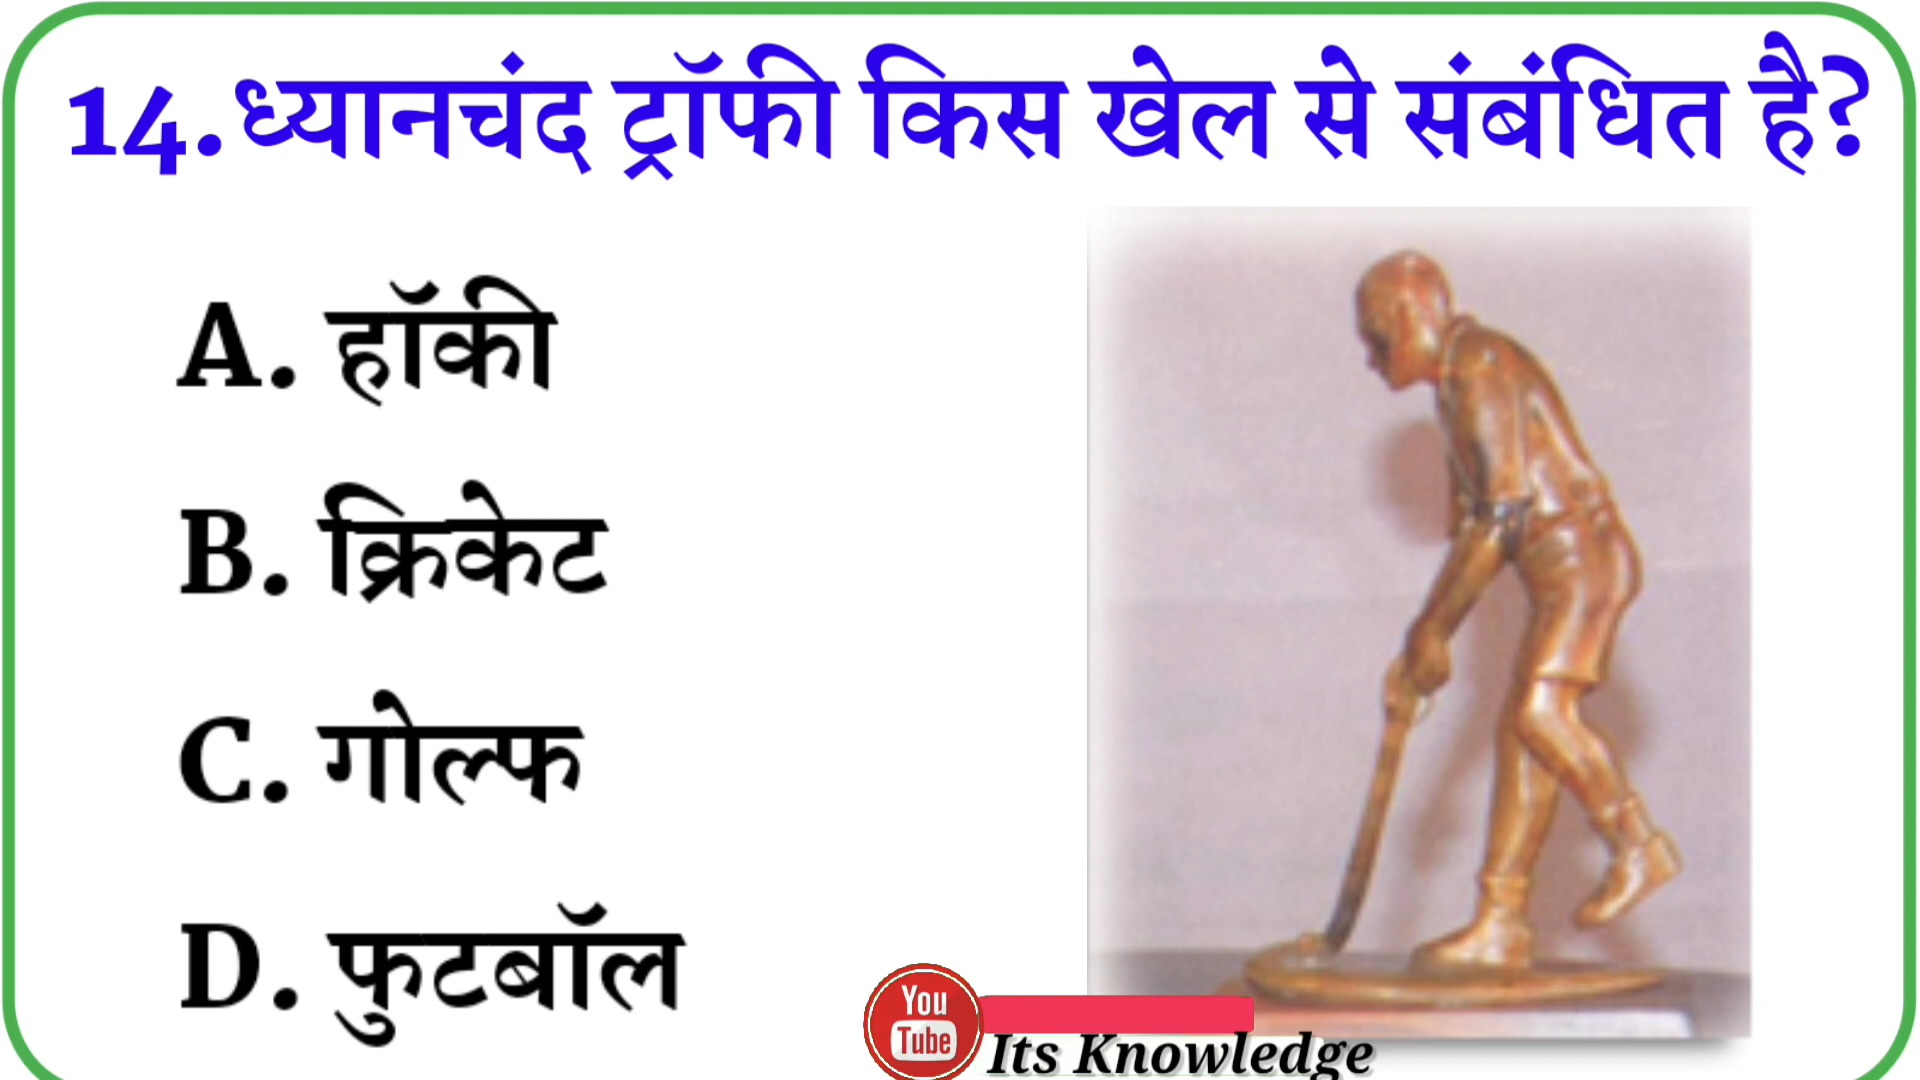 14.ध्यानचंद ट्रॉफी किस खेल से संबंधित है?
A. हॉकी
B. क्रिकेट
C. गोल्फ
D. फुटबॉल
You
Tube
Its Knowledge